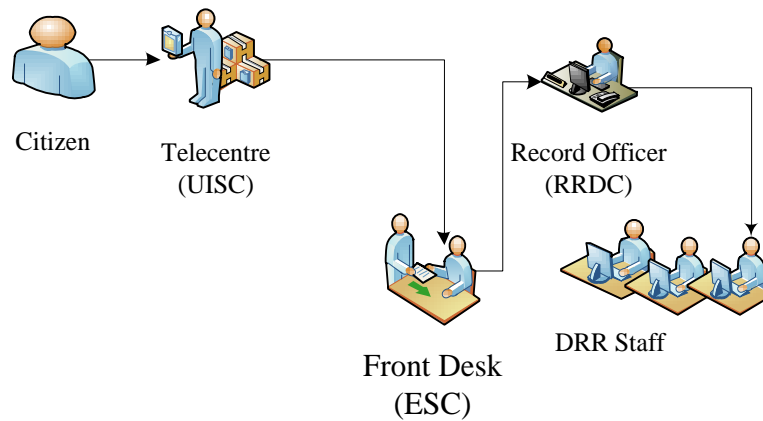 Citizen
Telecentre
(UISC)
Record Officer
(RRDC)
DRR Staff
Front Desk
(ESC)